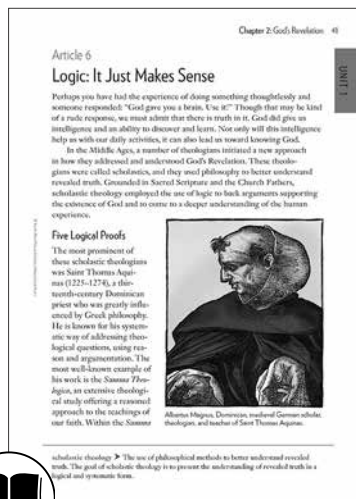 Chapter 2: God's Revelation 45
UNIT 1
Article 6
Logic: It Just Makes Sense
Perhaps you have had the experience of doing something thoughtlessly and
someone responded: "God gave you a brain. Use it!" Though that may be kind
of a rude response, we must admit that there is truth in it. God did give us
intelligence and an ability to discover and learn. Not only will this intelligence
help us with our daily activities, it can also lead us toward knowing God.
In the Middle Ages, a number of theologians initiated a new approach
in how they addressed and understood God's Revelation. These theolo-
gians were called scholastics, and they used philosophy to better understand
revealed truth. Grounded in Sacred Scripture and the Church Fathers,
scholastic theology employed the use of logic to back arguments supporting
the existence of God and to come to a deeper understanding of the human
experience.
Five Logical Proofs
The most prominent of
these scholastic theologians
was Saint Thomas Aqui-
nas (1225–1274), a thir-
teenth-century Dominican
priest who was greatly influ-
enced by Greek philosophy.
He is known for his system-
atic way of addressing theo-
logical questions, using rea-
son and argumentation. The
most well-known example of
his work is the Summa Theo-
logica, an extensive theologi-
cal study offering a reasoned
approach to the teachings of
our faith. Within the Summa
Albertus Magnus, Dominican, medieval German scholar,
theologian, and teacher of Saint Thomas Aquinas.
scholastic theology ➤ The use of philosophical methods to better understand revealed
truth. The goal of scholastic theology is to present the understanding of revealed truth in a
logical and systematic form.